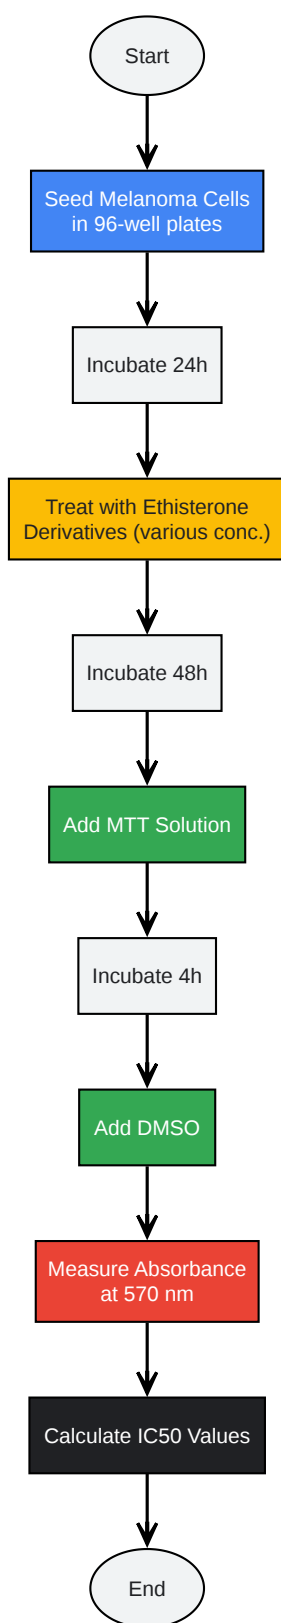 Start
Seed Melanoma Cells
in 96-well plates
Incubate 24h
Treat with Ethisterone
Derivatives (various conc.)
Incubate 48h
Add MTT Solution
Incubate 4h
Add DMSO
Measure Absorbance
at 570 nm
Calculate IC50 Values
End